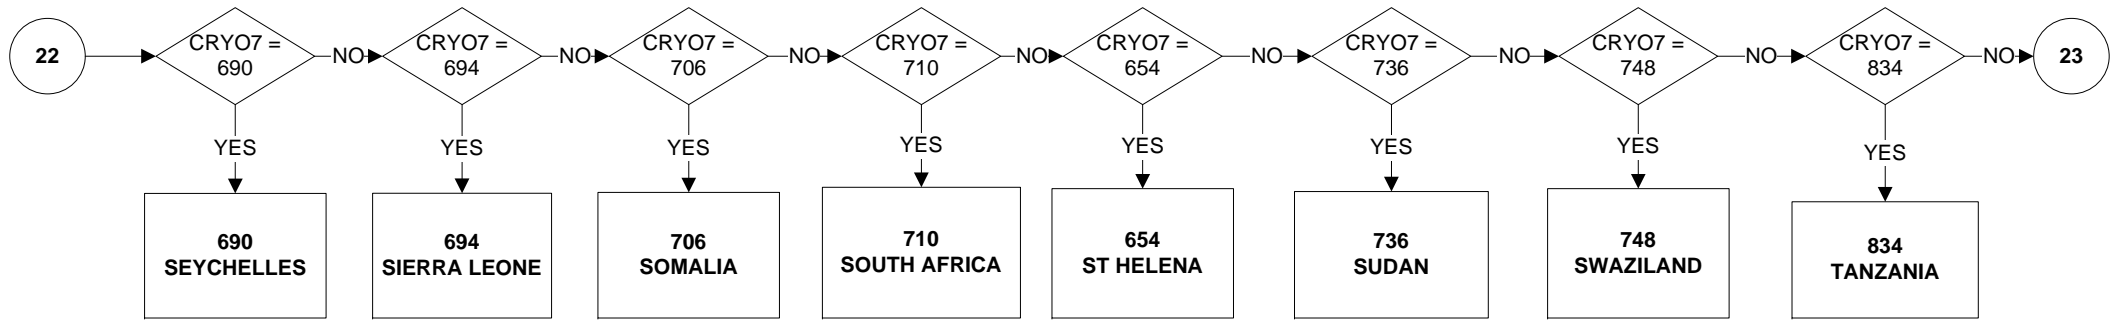 22
CRYO7 =
690
NO
CRYO7 =
694
NO
CRYO7 =
706
NO
CRYO7 =
710
NO
CRYO7 =
654
NO
CRYO7 =
736
NO
CRYO7 =
748
NO
CRYO7 =
834
NO
23
YES
YES
YES
YES
YES
YES
YES
YES
690
SEYCHELLES
694
SIERRA LEONE
706
SOMALIA
710
SOUTH AFRICA
654
ST HELENA
736
SUDAN
748
SWAZILAND
834
TANZANIA